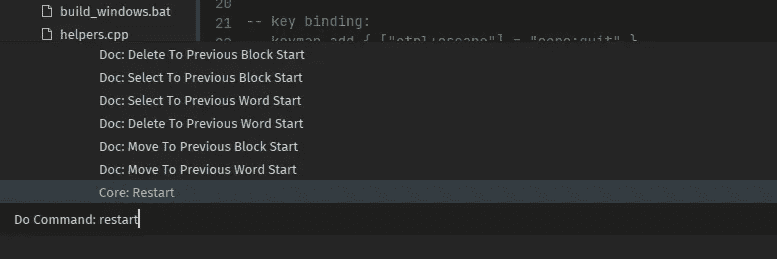 build_windows.bat
20
21 -- key binding:
helpers.cpp
Doc: Delete To Previous Block Start
Doc: Select To Previous Block Start
Doc: Select To Previous Word Start
Doc: Delete To Previous Word Start
Doc: Move To Previous Block Start
Doc: Move To Previous Word Start
Core: Restart
Do Command: restart